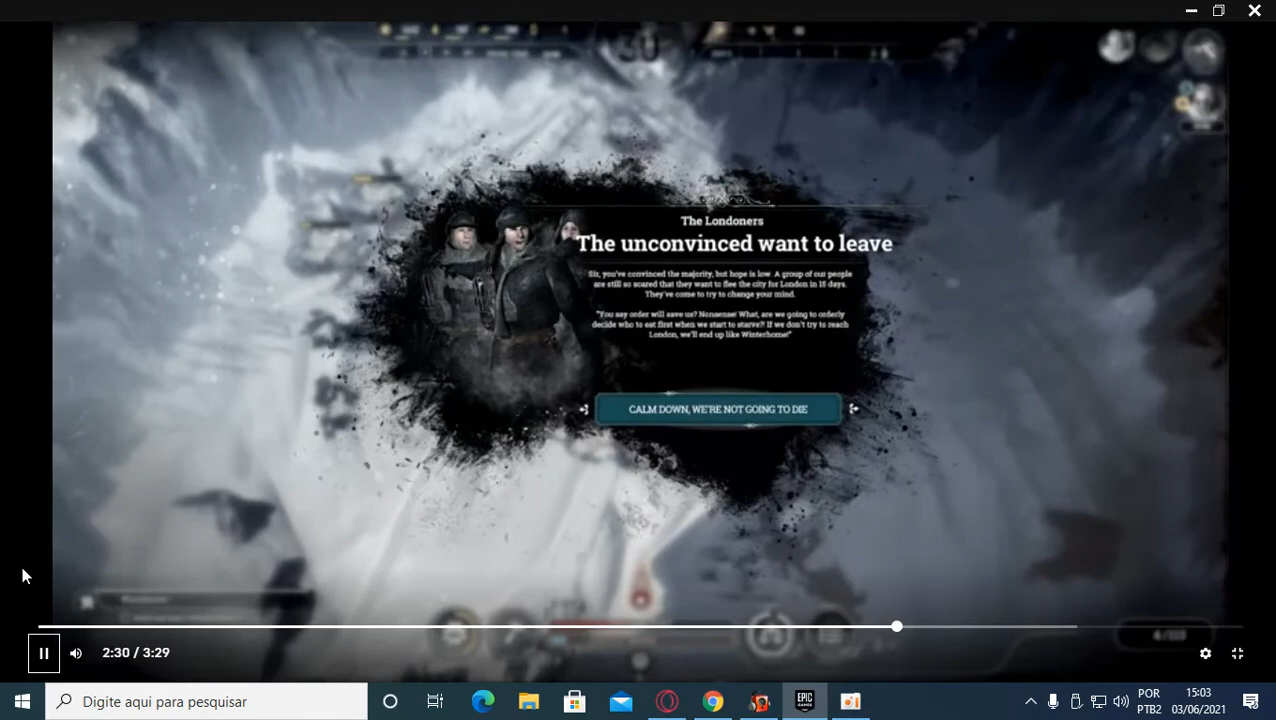 The Londoners
The unconvinced want to leave
Sir, you've convinced the majority, but hope is low. A group of our people
are still so scared that they want to flee the city for London in 15 days.
They've come to try to change your mind.
"You say order will save us? Nonsense! What, are we going to orderly
decide who to eat first when we start to starve?! If we don't try to reach
London, we'll end up like Winterhome!"
CALM DOWN, WE'RE NOT GOING TO DIE
2:30 / 3:29
Digite aqui para pesquisar
EPIC
GAMES
POR
PTB2
15:03
03/06/2021